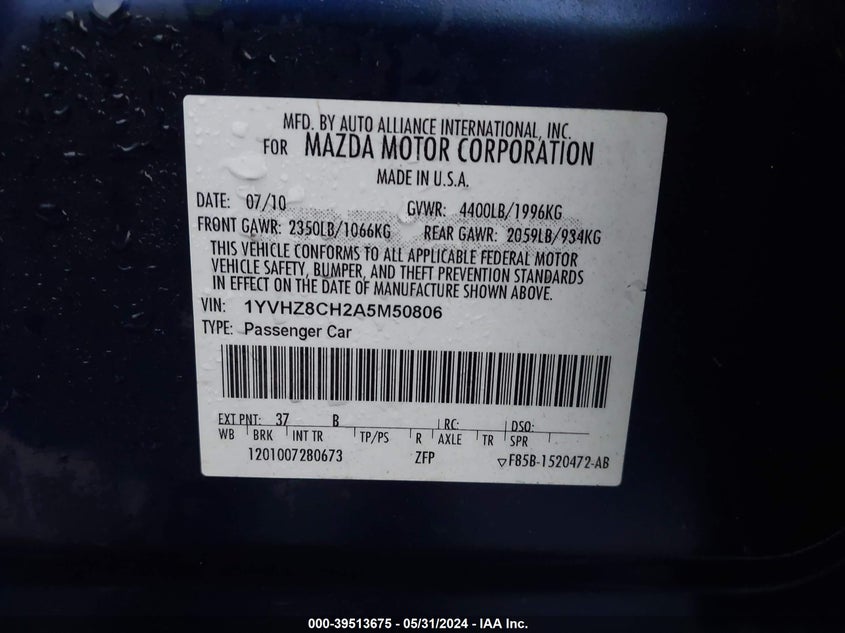 MFD. BY AUTO ALLIANCE INTERNATIONAL, INC.
FOR MAZDA MOTOR CORPORATION
MADE IN U.S.A.
DATE: 07/10 GVWR: 4400LB/1996KG
FRONT GAWR: 2350LB/1066KG REAR GAWR: 2059LB/934KG
THIS VEHICLE CONFORMS TO ALL APPLICABLE FEDERAL MOTOR
VEHICLE SAFETY, BUMPER, AND THEFT PREVENTION STANDARDS
IN EFFECT ON THE DATE OF MANUFACTURE SHOWN ABOVE.
VIN: 1YVHZ8CH2A5M50806
TYPE: Passenger Car
EXT PNT: 37 B RC: DSO:
WB BRK INT TR TP/PS R AXLE TR SPR
1201007280673 ZFP ▽F85B-1520472-AB
000-39513675 - 05/31/2024 - IAA Inc.